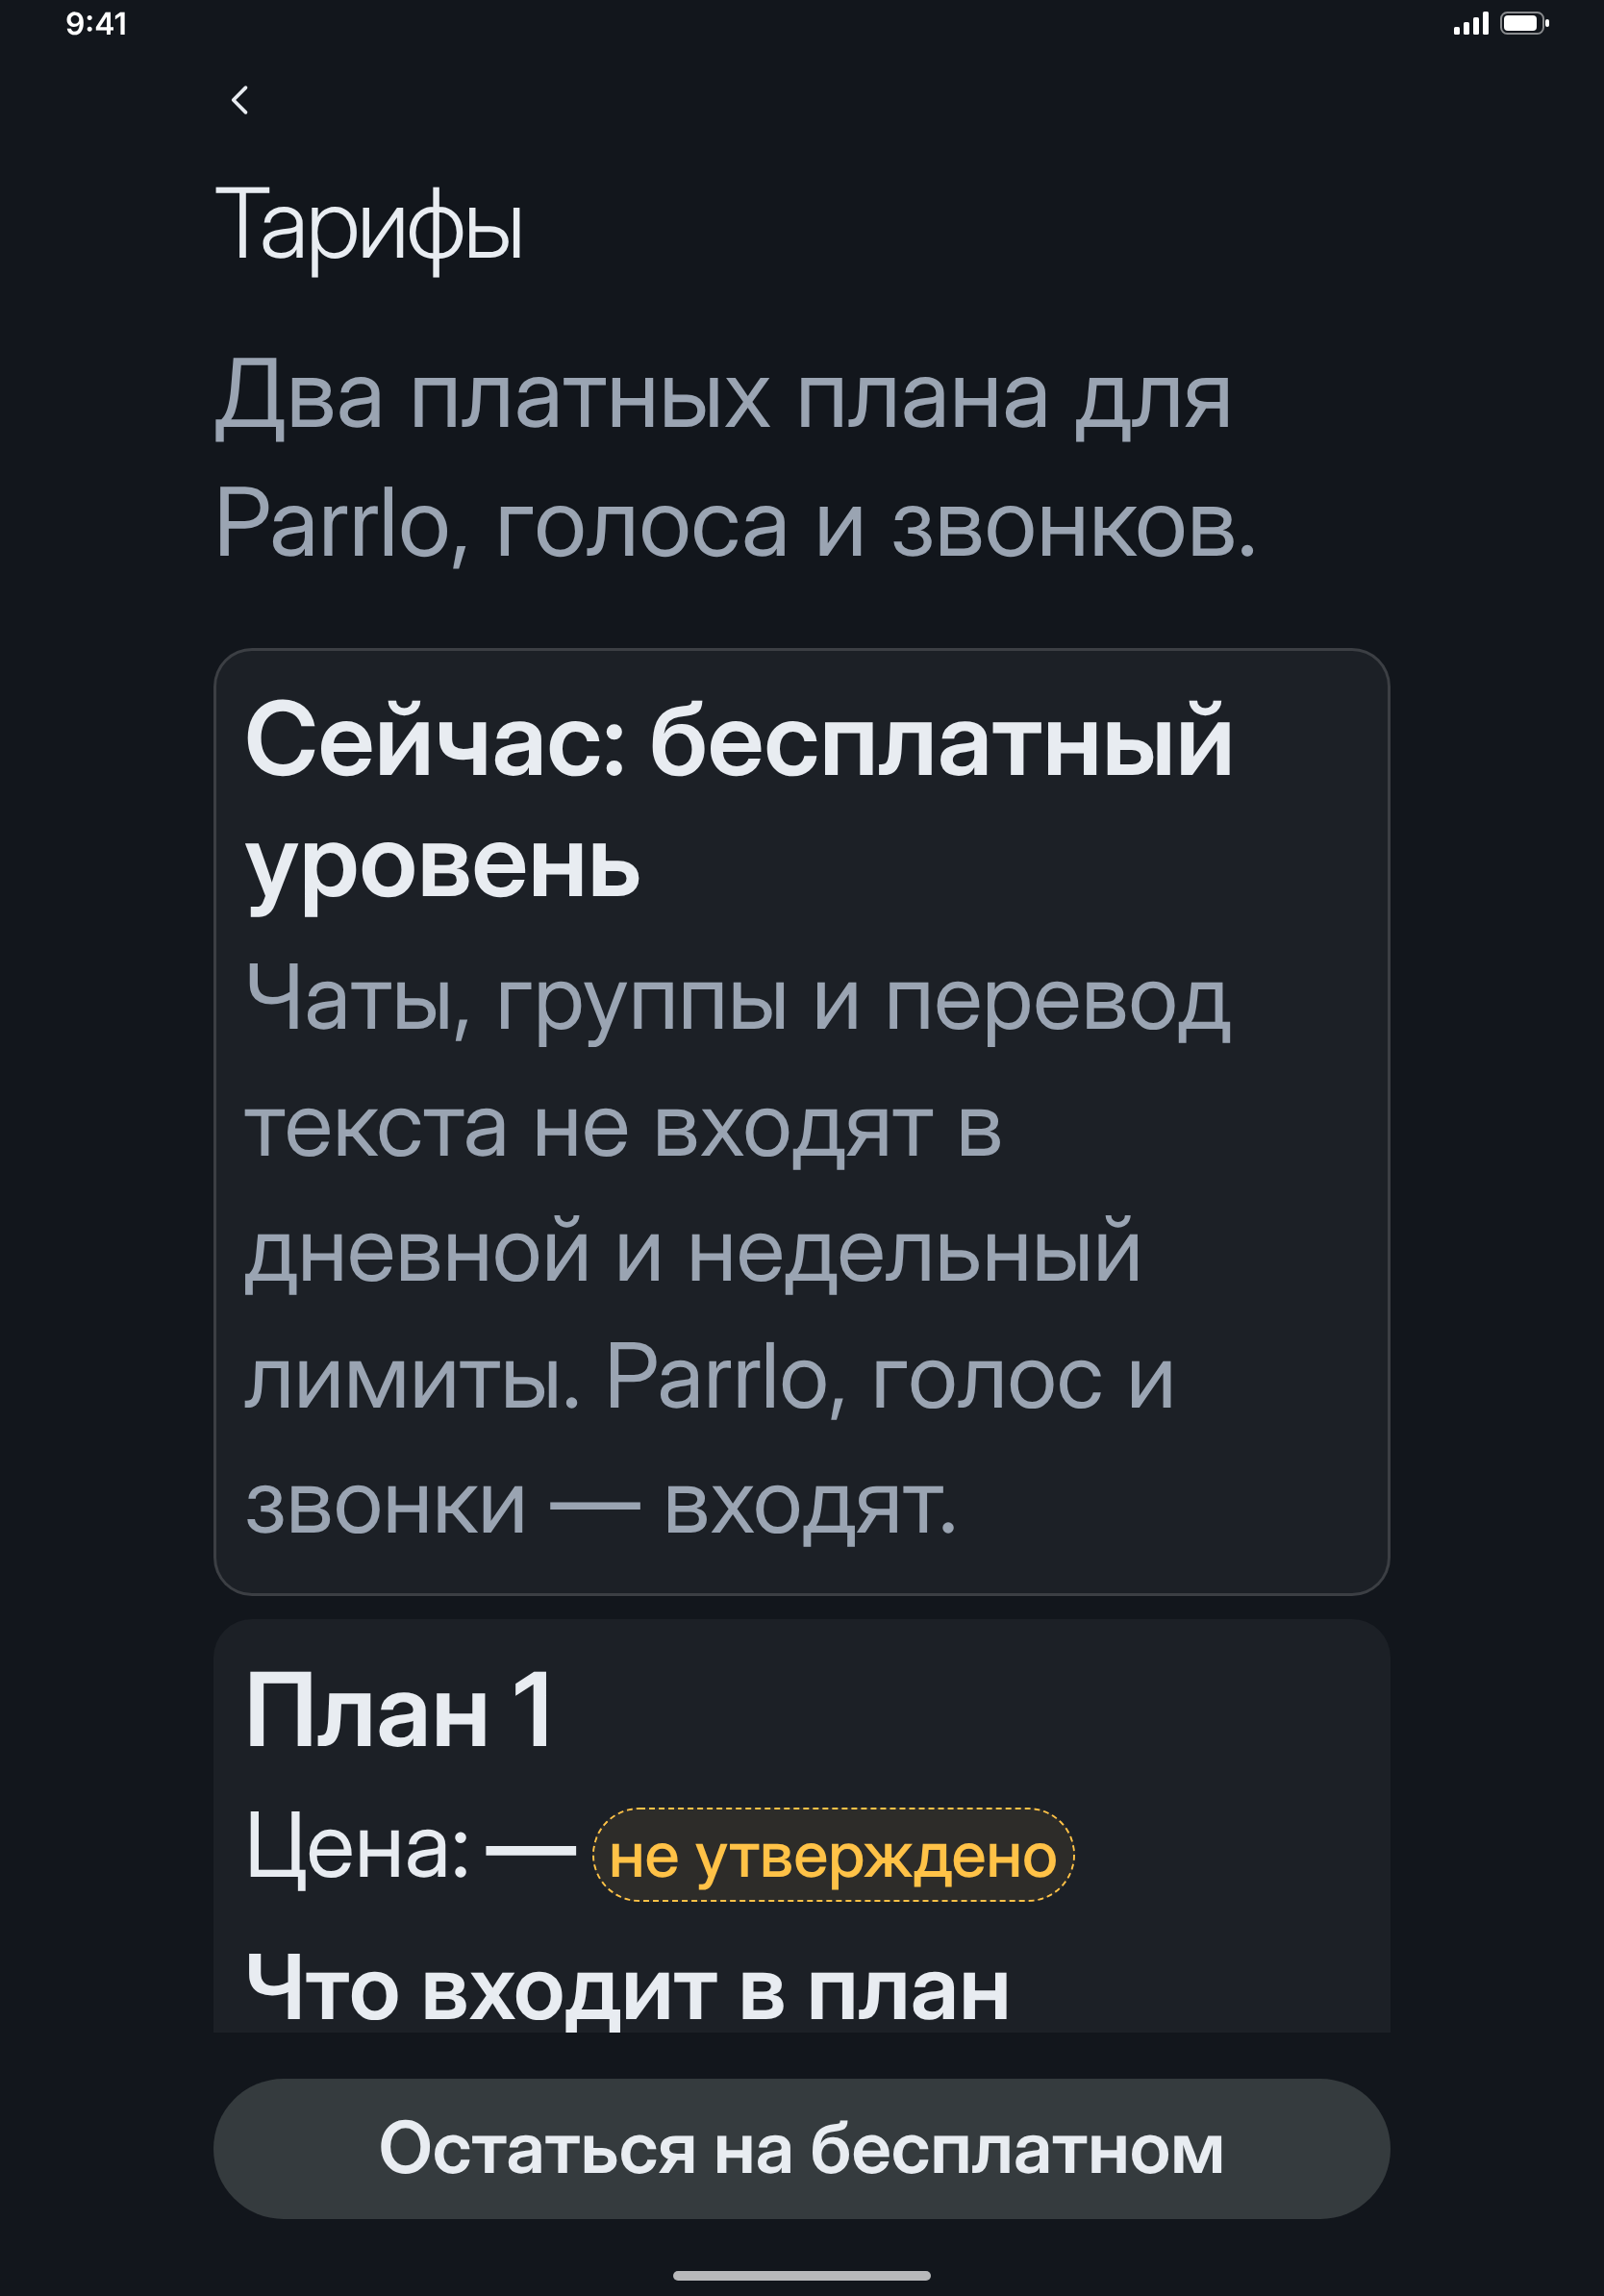 9:41
Тарифы
Два платных плана для
Parrlo, голоса и звонков.
Сейчас: бесплатный
уровень
Чаты, группы и перевод
текста не входят в
дневной и недельный
лимиты. Parrlo, голос и
звонки — входят.
План 1
Цена: — не утверждено
Что входит в план
Остаться на бесплатном